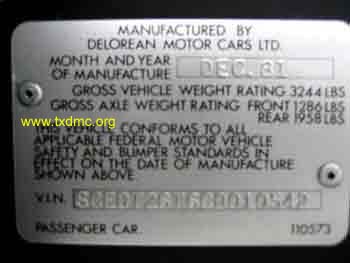 MANUFACTURED BY
DELOREAN MOTOR CARS LTD.
MONTH AND YEAR
OF MANUFACTURE DEC.81
GROSS VEHICLE WEIGHT RATING 3244 LBS
GROSS AXLE WEIGHT RATING FRONT 1286 LBS
REAR 1958 LBS
www.txdmc.org
THIS VEHICLE CONFORMS TO ALL
APPLICABLE FEDERAL MOTOR VEHICLE
SAFETY AND BUMPER STANDARDS IN
EFFECT ON THE DATE OF MANUFACTURE
SHOWN ABOVE
V.I.N.
PASSENGER CAR. 110573